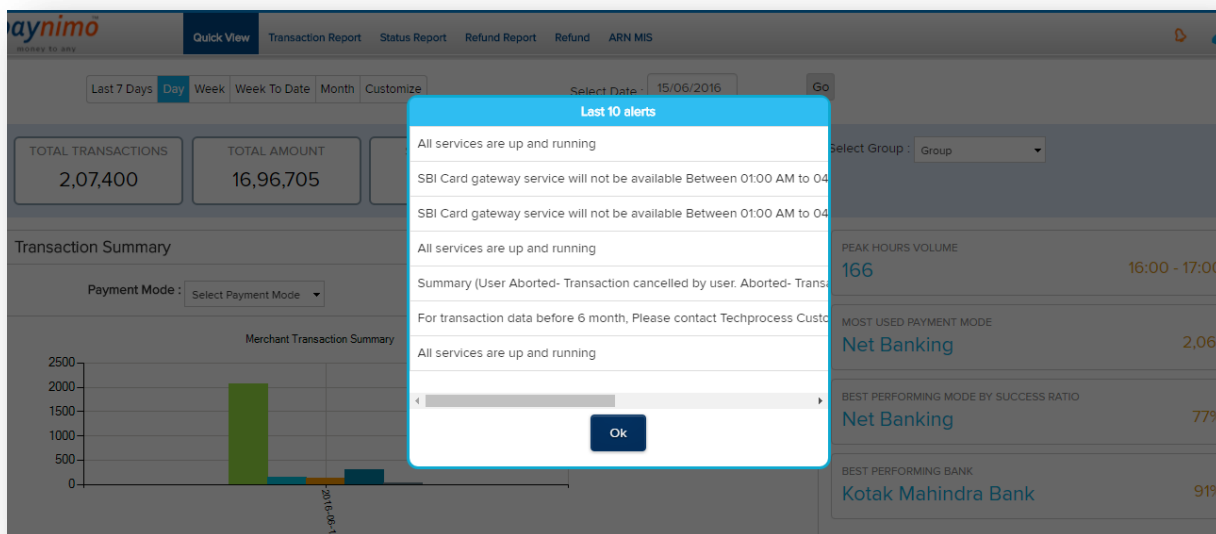 paynimo
money to any
Quick View Transaction Report Status Report Refund Report Refund ARN MIS
Last 7 Days Day Week Week To Date Month Customize Select Date : 15/06/2016 Go
Last 10 alerts
All services are up and running
SBI Card gateway service will not be available Between 01:00 AM to 04
SBI Card gateway service will not be available Between 01:00 AM to 04
All services are up and running
Summary (User Aborted- Transaction cancelled by user. Aborted- Transa
For transaction data before 6 month, Please contact Techprocess Custo
All services are up and running
Ok
TOTAL TRANSACTIONS
2,07,400
TOTAL AMOUNT
16,96,705
Select Group : Group
Transaction Summary
Payment Mode : Select Payment Mode
Merchant Transaction Summary
2500
2000
1500
1000
500
0
2016-06-1
PEAK HOURS VOLUME
166 16:00 - 17:00
MOST USED PAYMENT MODE
Net Banking 2,06
BEST PERFORMING MODE BY SUCCESS RATIO
Net Banking 77%
BEST PERFORMING BANK
Kotak Mahindra Bank 91%